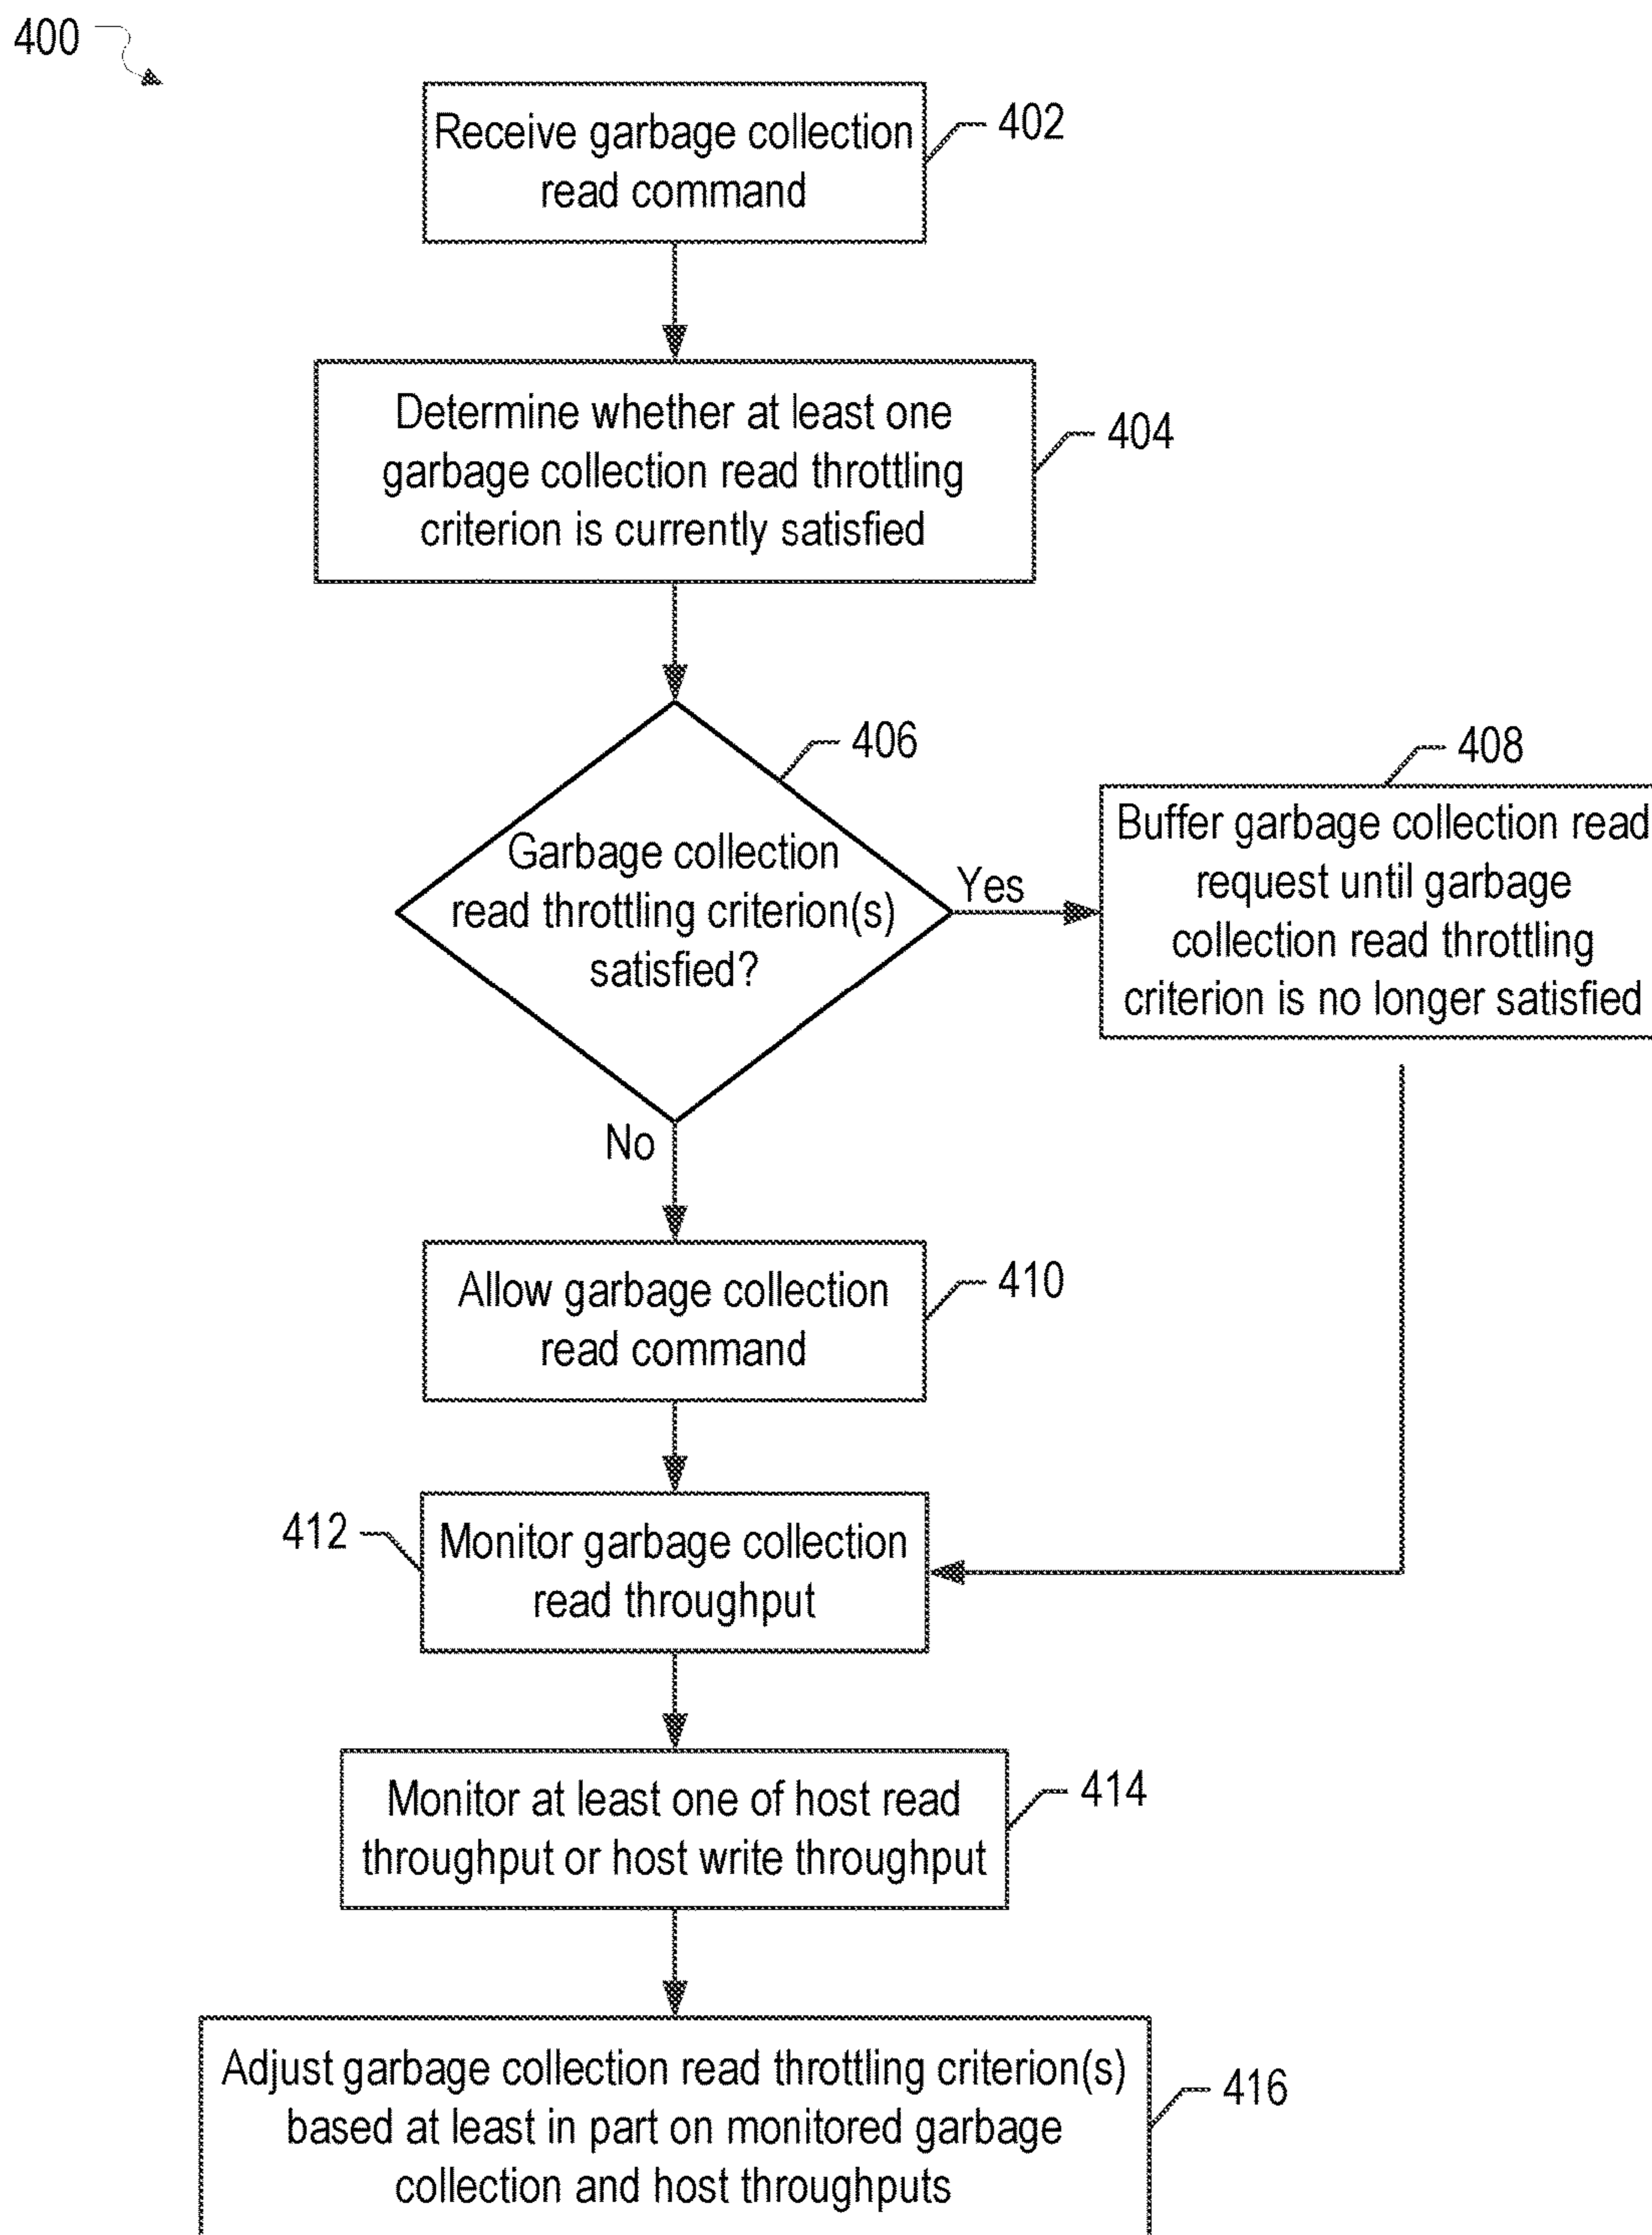 400
Receive garbage collection
read command
402
Determine whether at least one
garbage collection read throttling
criterion is currently satisfied
404
406
Garbage collection
read throttling criterion(s)
satisfied?
Yes
408
Buffer garbage collection read
request until garbage
collection read throttling
criterion is no longer satisfied
No
Allow garbage collection
read command
410
412
Monitor garbage collection
read throughput
Monitor at least one of host read
throughput or host write throughput
414
Adjust garbage collection read throttling criterion(s)
based at least in part on monitored garbage
collection and host throughputs
416